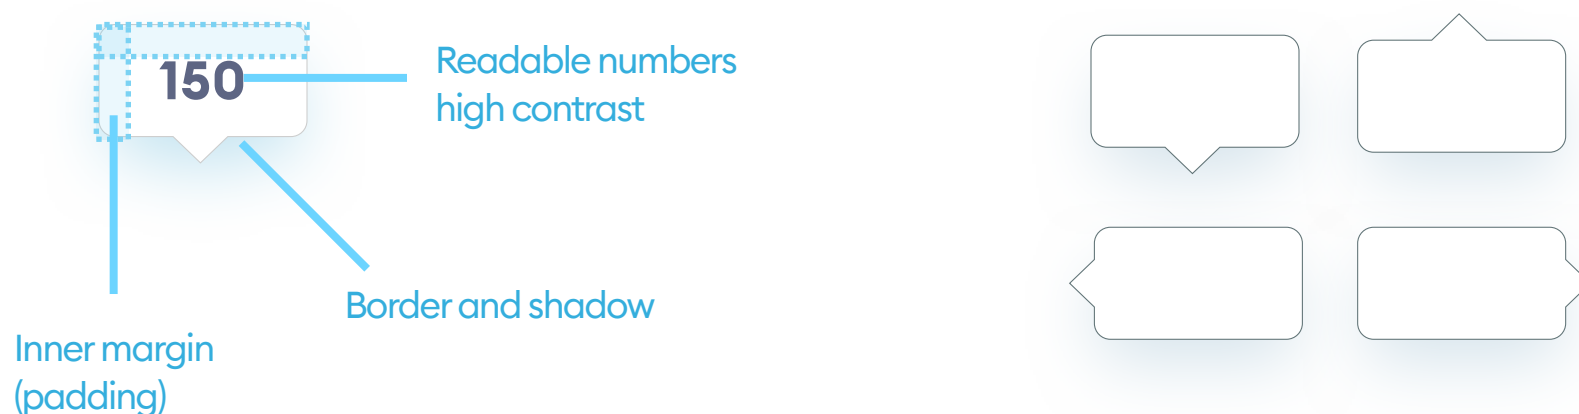 150
Readable numbers
high contrast
Border and shadow
Inner margin
(padding)